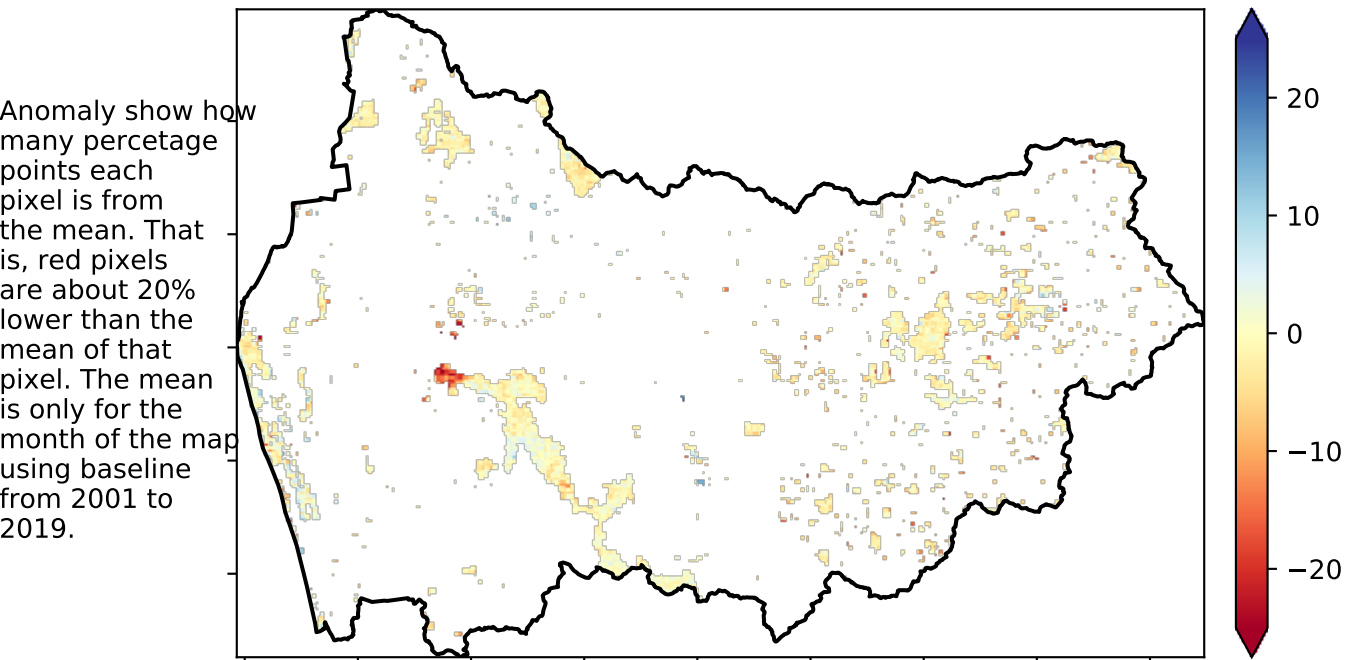 Anomaly show how
many percetage
points each
pixel is from
the mean. That
is, red pixels
are about 20%
lower than the
mean of that
pixel. The mean
is only for the
month of the map
using baseline
from 2001 to
2019.
20
10
0
−10
−20